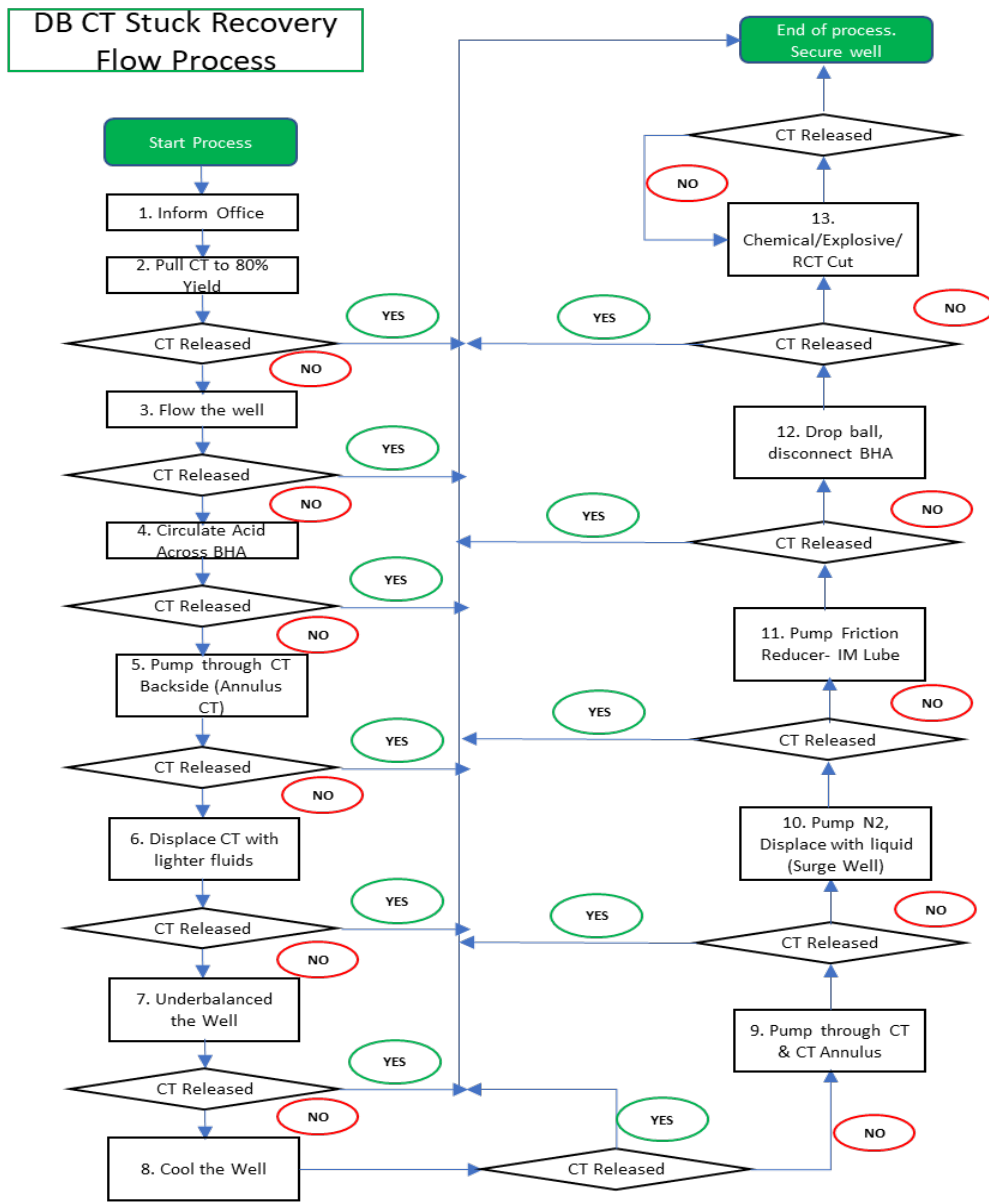 DB CT Stuck Recovery
Flow Process
Start Process
1. Inform Office
2. Pull CT to 80%
Yield
CT Released
YES
NO
3. Flow the well
CT Released
YES
NO
4. Circulate Acid
Across BHA
CT Released
YES
NO
5. Pump through CT
Backside (Annulus
CT)
CT Released
YES
NO
6. Displace CT with
lighter fluids
CT Released
YES
NO
7. Underbalanced
the Well
CT Released
YES
NO
8. Cool the Well
CT Released
YES
NO
9. Pump through CT
& CT Annulus
CT Released
YES
NO
10. Pump N2,
Displace with liquid
(Surge Well)
CT Released
YES
NO
11. Pump Friction
Reducer- IM Lube
CT Released
YES
NO
12. Drop ball,
disconnect BHA
CT Released
YES
NO
13.
Chemical/Explosive/
RCT Cut
CT Released
NO
End of process.
Secure well